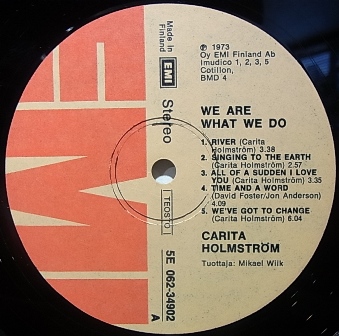 EMI
Made in
Finland
EMI
Stereo
TEOSTO
5E 062-34902
A
℗ 1973
Oy EMI Finland Ab
Imudico 1, 2, 3, 5
Cotillon,
BMD 4
WE ARE
WHAT WE DO
1. RIVER (Carita
Holmström) 3.38
2. SINGING TO THE EARTH
(Carita Holmström) 2.57
3. ALL OF A SUDDEN I LOVE
YOU (Carita Holmström) 3.35
4. TIME AND A WORD
(David Foster/Jon Anderson)
4.09
5. WE'VE GOT TO CHANGE
(Carita Holmström) 6.04
CARITA
HOLMSTRÖM
Tuottaja: Mikael Wiik